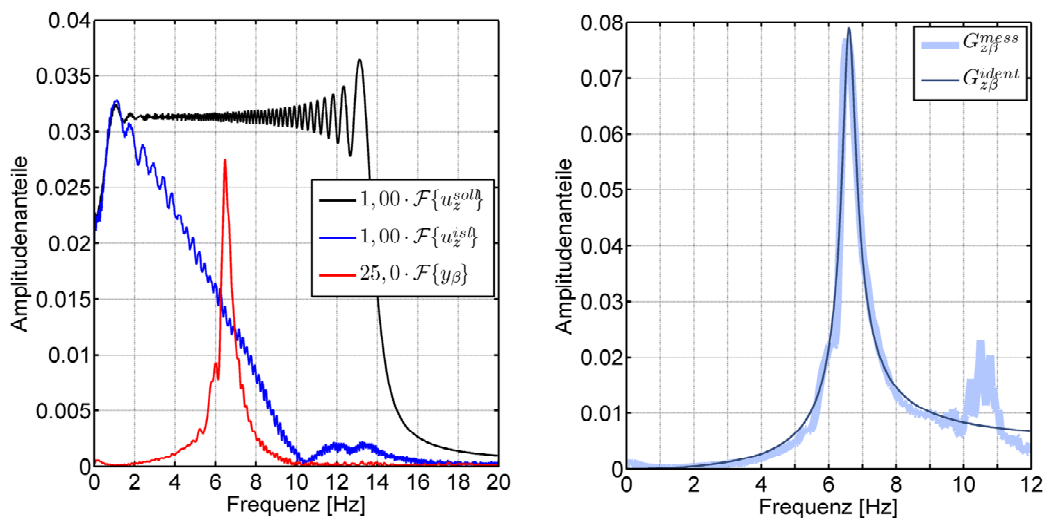 0.04
0.035
0.03
0.025
0.02
0.015
0.01
0.005
0
Amplitudenanteile
0 2 4 6 8 10 12 14 16 18 20
Frequenz [Hz]
1,00 · F{u_z^soll}
1,00 · F{u_z^ist}
25,0 · F{y_β}
0.08
0.07
0.06
0.05
0.04
0.03
0.02
0.01
0
Amplitudenanteile
0 2 4 6 8 10 12
Frequenz [Hz]
G_zβ^mess
G_zβ^ident